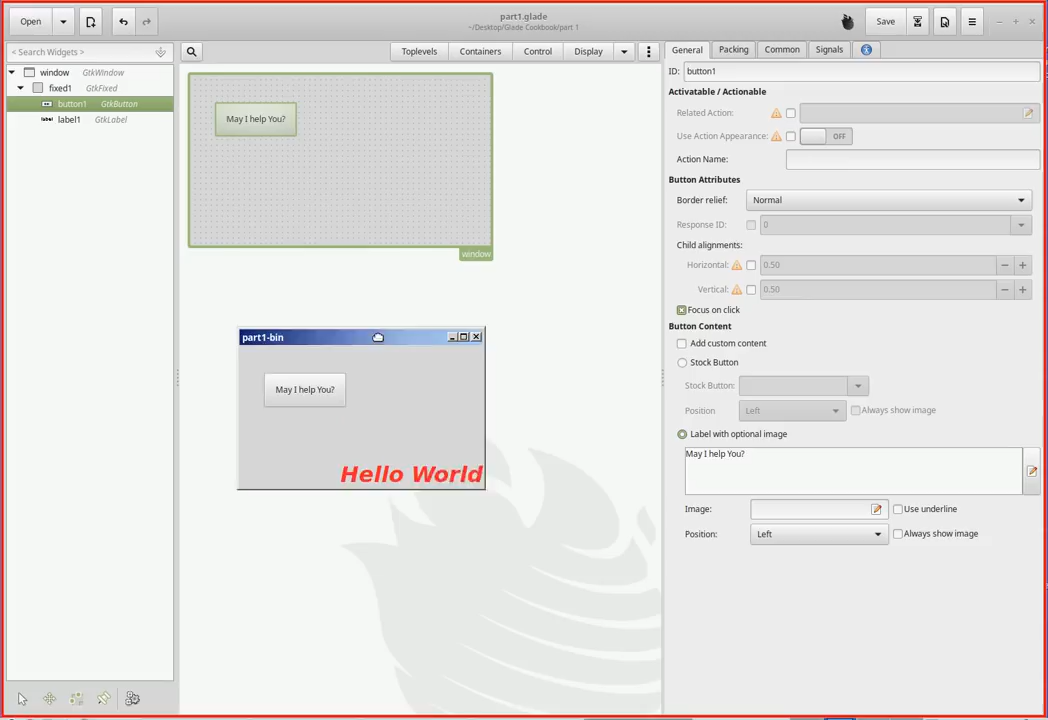 Open
part1.glade
~/Desktop/Glade Cookbook/part 1
Save
< Search Widgets >
Toplevels
Containers
Control
Display
window GtkWindow
fixed1 GtkFixed
button1 GtkButton
label1 GtkLabel
May I help You?
window
part1-bin
May I help You?
Hello World
General
Packing
Common
Signals
ID: button1
Activatable / Actionable
Related Action:
Use Action Appearance: OFF
Action Name:
Button Attributes
Border relief: Normal
Response ID: 0
Child alignments:
Horizontal: 0.50
Vertical: 0.50
Focus on click
Button Content
Add custom content
Stock Button
Stock Button:
Position Left Always show image
Label with optional image
May I help You?
Image: Use underline
Position: Left Always show image